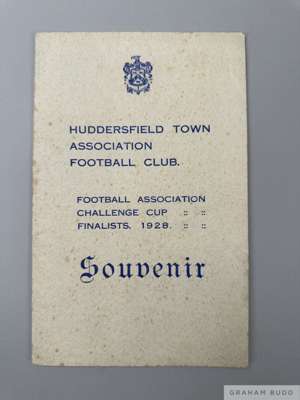 HUDDERSFIELD TOWN
ASSOCIATION
FOOTBALL CLUB.
FOOTBALL ASSOCIATION
CHALLENGE CUP :: ::
FINALISTS, 1928. :: ::
Souvenir
GRAHAM BUDD